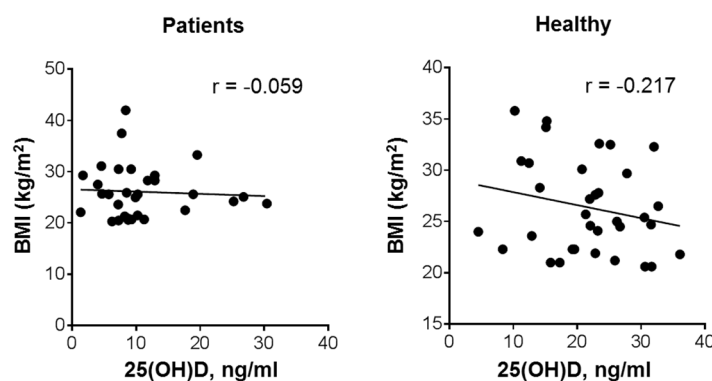 Patients
r = -0.059
BMI (kg/m²)
50
40
30
20
10
0
0 10 20 30 40
25(OH)D, ng/ml
Healthy
r = -0.217
BMI (kg/m²)
40
35
30
25
20
15
0 10 20 30 40
25(OH)D, ng/ml